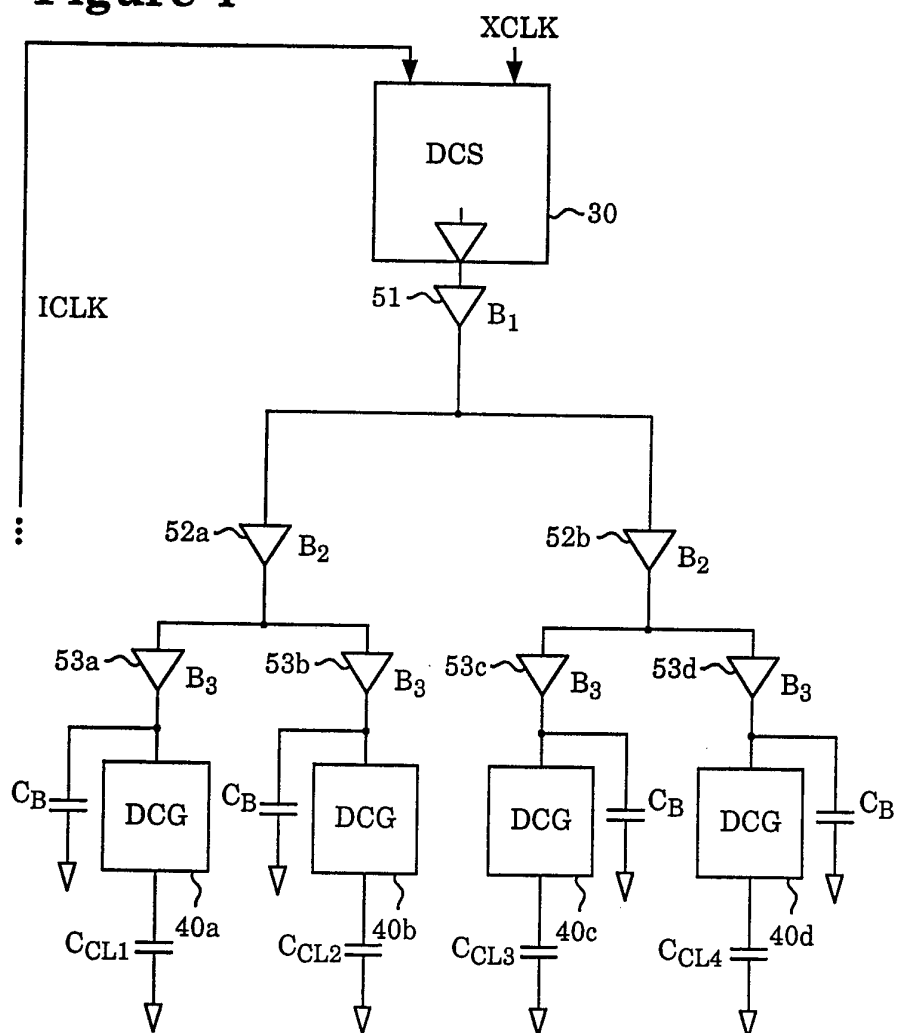 Figure 1
XCLK
DCS
30
ICLK
51
B1
52a
B2
52b
B2
53a
B3
53b
B3
53c
B3
53d
B3
CB
DCG
CB
DCG
DCG
CB
DCG
CB
40a
40b
40c
40d
CCL1
CCL2
CCL3
CCL4